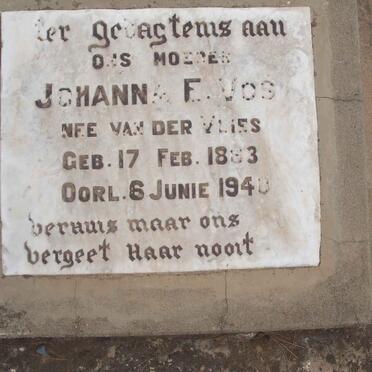 ter gedagtenis aan
ONS MOEDER
JOHANNA E. VOS
NEE VAN DER VLIES
GEB. 17 FEB. 1883
OORL. 6 JUNIE 1940
vernuis maar ons
vergeet Haar nooit